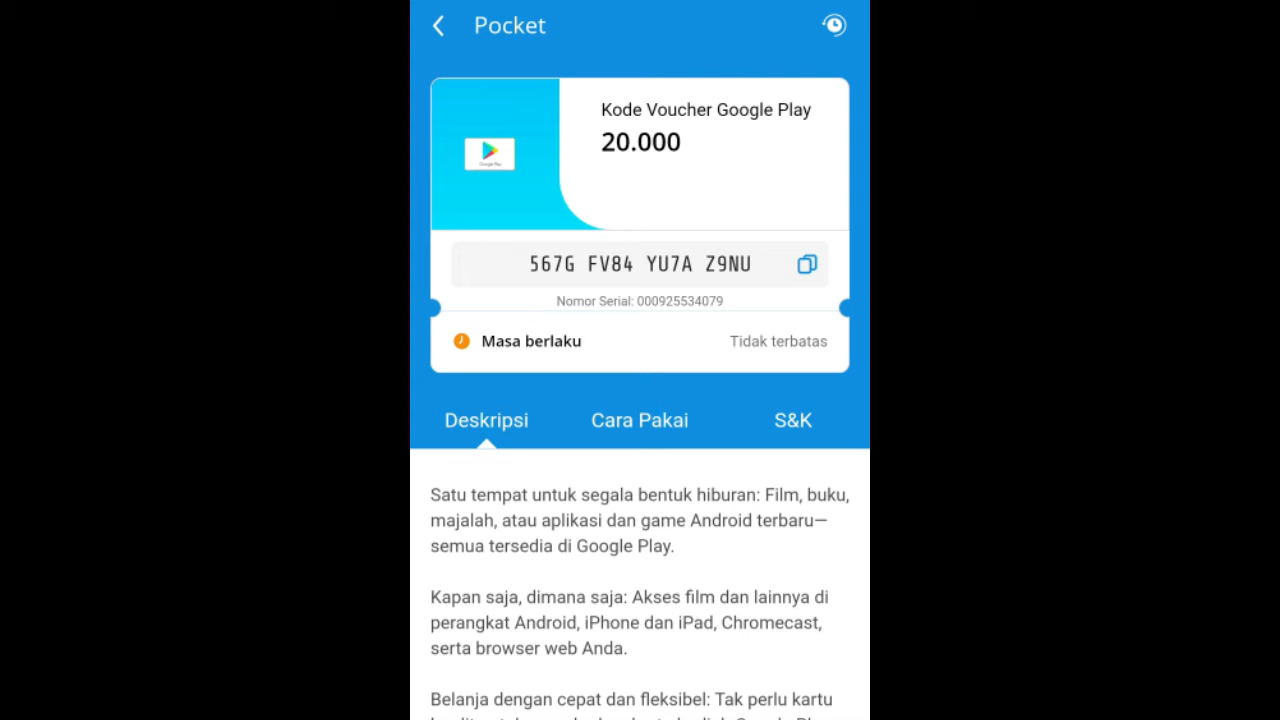 Pocket
Kode Voucher Google Play
20.000
Google Play
567G FV84 YU7A Z9NU
Nomor Serial: 000925534079
Masa berlaku
Tidak terbatas
Deskripsi
Cara Pakai
S&K
Satu tempat untuk segala bentuk hiburan: Film, buku,
majalah, atau aplikasi dan game Android terbaru—
semua tersedia di Google Play.
Kapan saja, dimana saja: Akses film dan lainnya di
perangkat Android, iPhone dan iPad, Chromecast,
serta browser web Anda.
Belanja dengan cepat dan fleksibel: Tak perlu kartu